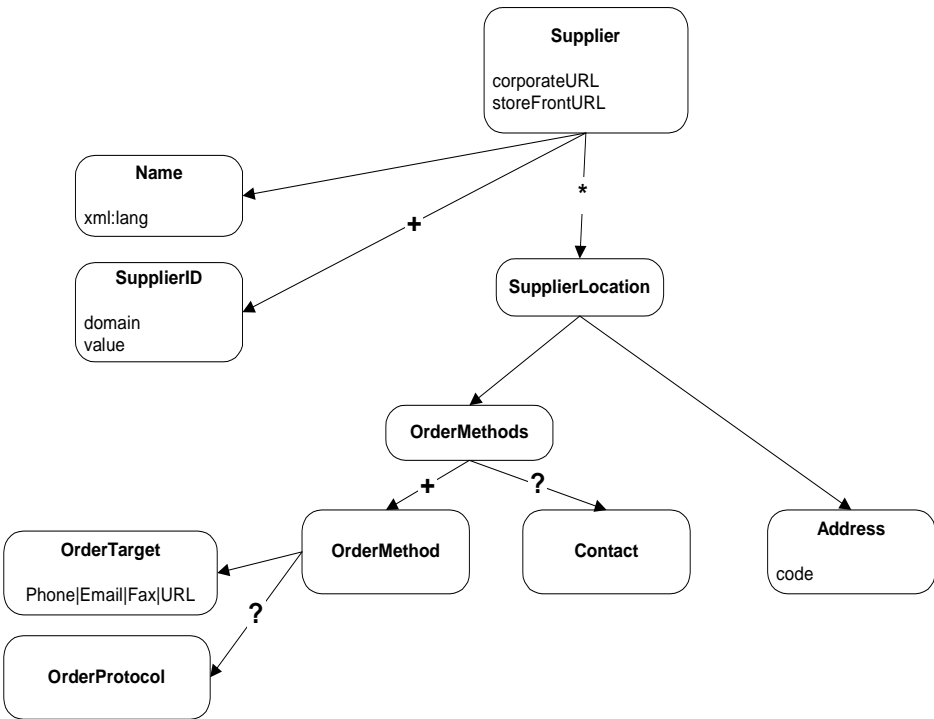 Supplier
corporateURL
storeFrontURL
Name
xml:lang
*
+
SupplierID
domain
value
SupplierLocation
OrderMethods
+
?
OrderTarget
Phone|Email|Fax|URL
OrderMethod
Contact
Address
code
?
OrderProtocol